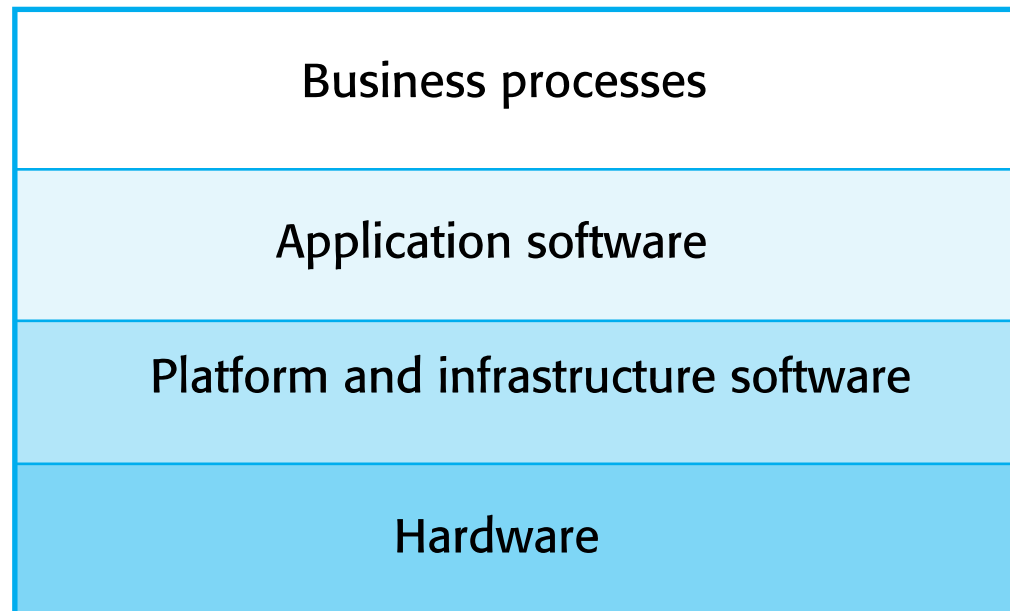 Business processes
Application software
Platform and infrastructure software
Hardware